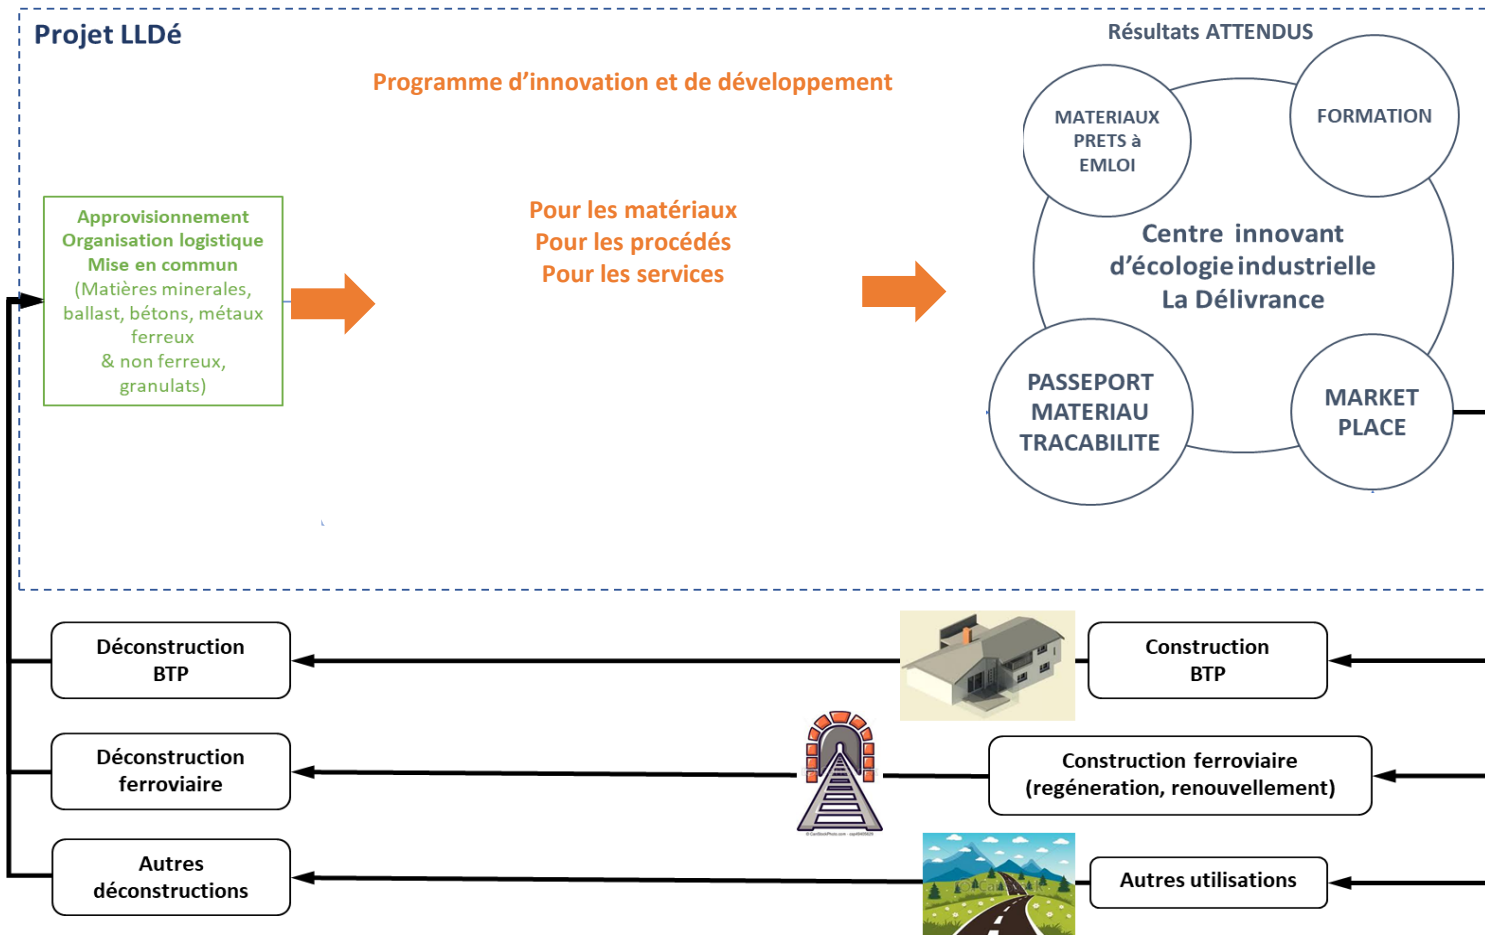 Projet LLDé
Programme d’innovation et de développement
Résultats ATTENDUS
MATERIAUX
PRETS à
EMLOI
FORMATION
Approvisionnement
Organisation logistique
Mise en commun
(Matières minerales,
ballast, bétons, métaux
ferreux
& non ferreux,
granulats)
Pour les matériaux
Pour les procédés
Pour les services
Centre innovant
d’écologie industrielle
La Délivrance
PASSEPORT
MATERIAU
TRACABILITE
MARKET
PLACE
Déconstruction
BTP
Construction
BTP
Déconstruction
ferroviaire
Construction ferroviaire
(regéneration, renouvellement)
Autres
déconstructions
Autres utilisations